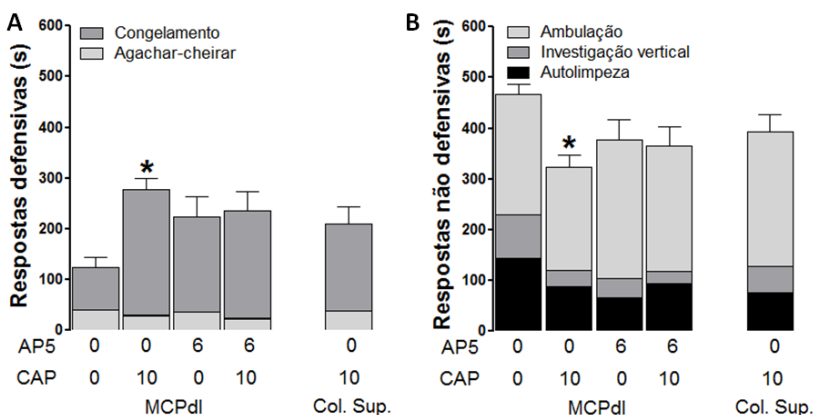 A
Respostas defensivas (s)
600
500
400
300
200
100
0
Congelamento
Agachar-cheirar
*
AP5 0 0 6 6 0
CAP 0 10 0 10 10
MCPdl Col. Sup.
B
Respostas não defensivas (s)
600
500
400
300
200
100
0
Ambulação
Investigação vertical
Autolimpeza
*
0 0 6 6 0
0 10 0 10 10
MCPdl Col. Sup.